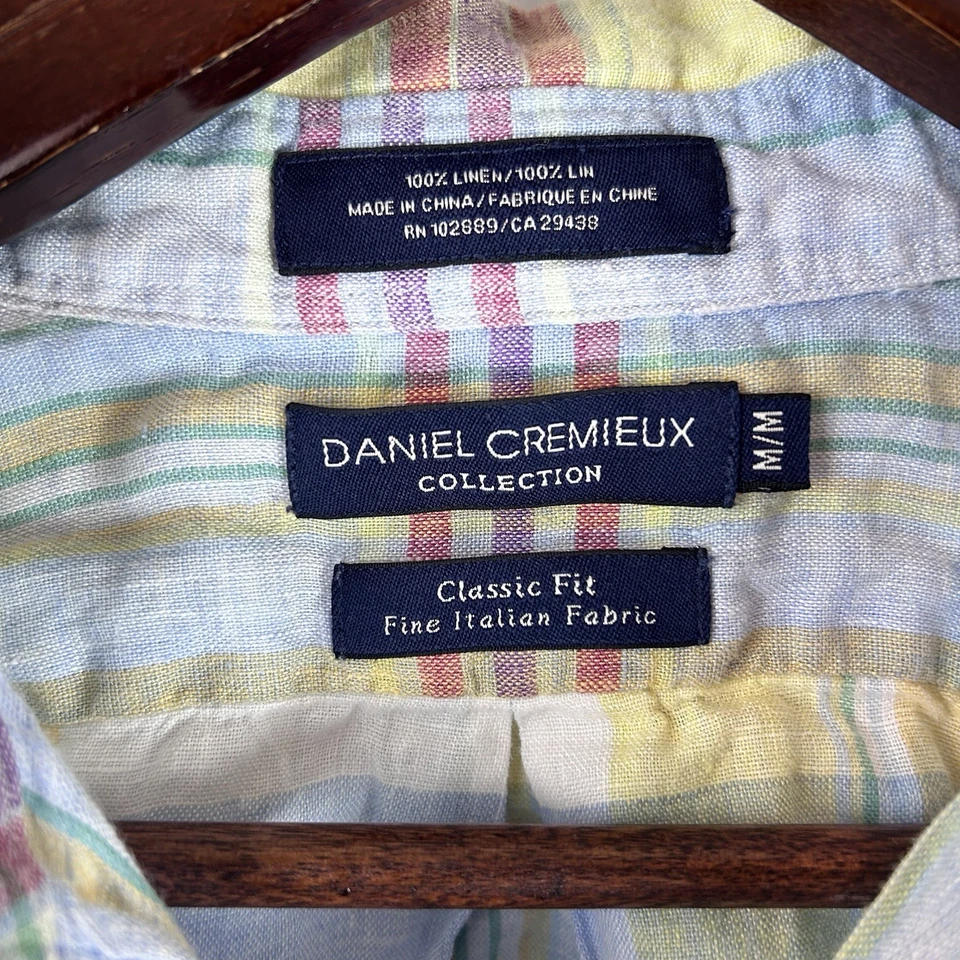 100% LINEN/100% LIN
MADE IN CHINA/FABRIQUE EN CHINE
RN 102889/CA 29438
DANIEL CREMIEUX
COLLECTION
M/M
Classic Fit
Fine Italian Fabric